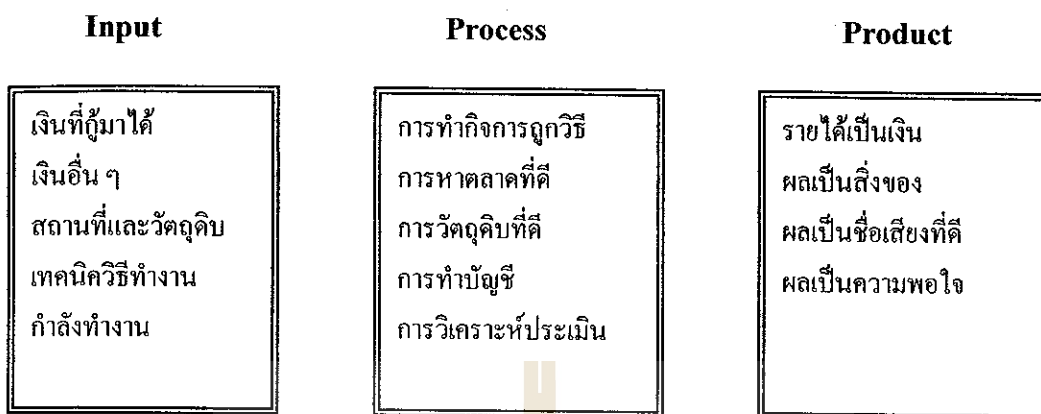 Input
เงินที่กู้มาได้
เงินอื่น ๆ
สถานที่และวัตถุดิบ
เทคนิควิธีทำงาน
กำลังทำงาน
Process
การทำกิจการถูกวิธี
การหาตลาดที่ดี
การวัตถุดิบที่ดี
การทำบัญชี
การวิเคราะห์ประเมิน
Product
รายได้เป็นเงิน
ผลเป็นสิ่งของ
ผลเป็นชื่อเสียงที่ดี
ผลเป็นความพอใจ